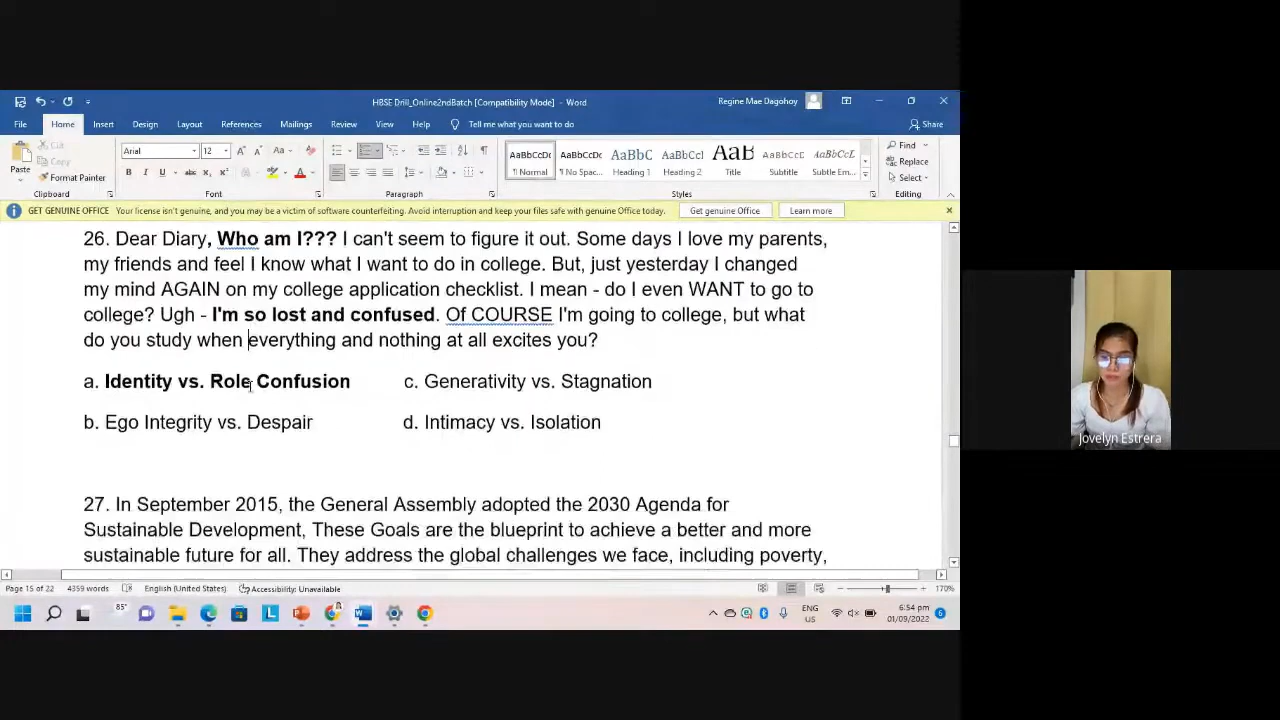 HBSE Drill_Online2ndBatch [Compatibility Mode] - Word
Regine Mae Dagohoy
File Home Insert Design Layout References Mailings Review View Help Tell me what you want to do Share
Paste
Cut
Copy
Format Painter
Clipboard
Arial 12
Font
Paragraph
AaBbCcDc AaBbCcDc AaBbC AaBbCcl AaB AaBbCcD AaBbCcL
¶ Normal ¶ No Spac... Heading 1 Heading 2 Title Subtitle Subtle Em...
Styles
Find
Replace
Select
Editing
GET GENUINE OFFICE Your license isn't genuine, and you may be a victim of software counterfeiting. Avoid interruption and keep your files safe with genuine Office today. Get genuine Office Learn more
26. Dear Diary, Who am I??? I can't seem to figure it out. Some days I love my parents,
my friends and feel I know what I want to do in college. But, just yesterday I changed
my mind AGAIN on my college application checklist. I mean - do I even WANT to go to
college? Ugh - I'm so lost and confused. Of COURSE I'm going to college, but what
do you study when everything and nothing at all excites you?
a. Identity vs. Role Confusion c. Generativity vs. Stagnation
b. Ego Integrity vs. Despair d. Intimacy vs. Isolation
27. In September 2015, the General Assembly adopted the 2030 Agenda for
Sustainable Development, These Goals are the blueprint to achieve a better and more
sustainable future for all. They address the global challenges we face, including poverty,
Page 15 of 22 4359 words English (United States) Accessibility: Unavailable 170%
85°
ENG
US
6:54 pm
01/09/2022
6
Jovelyn Estrera